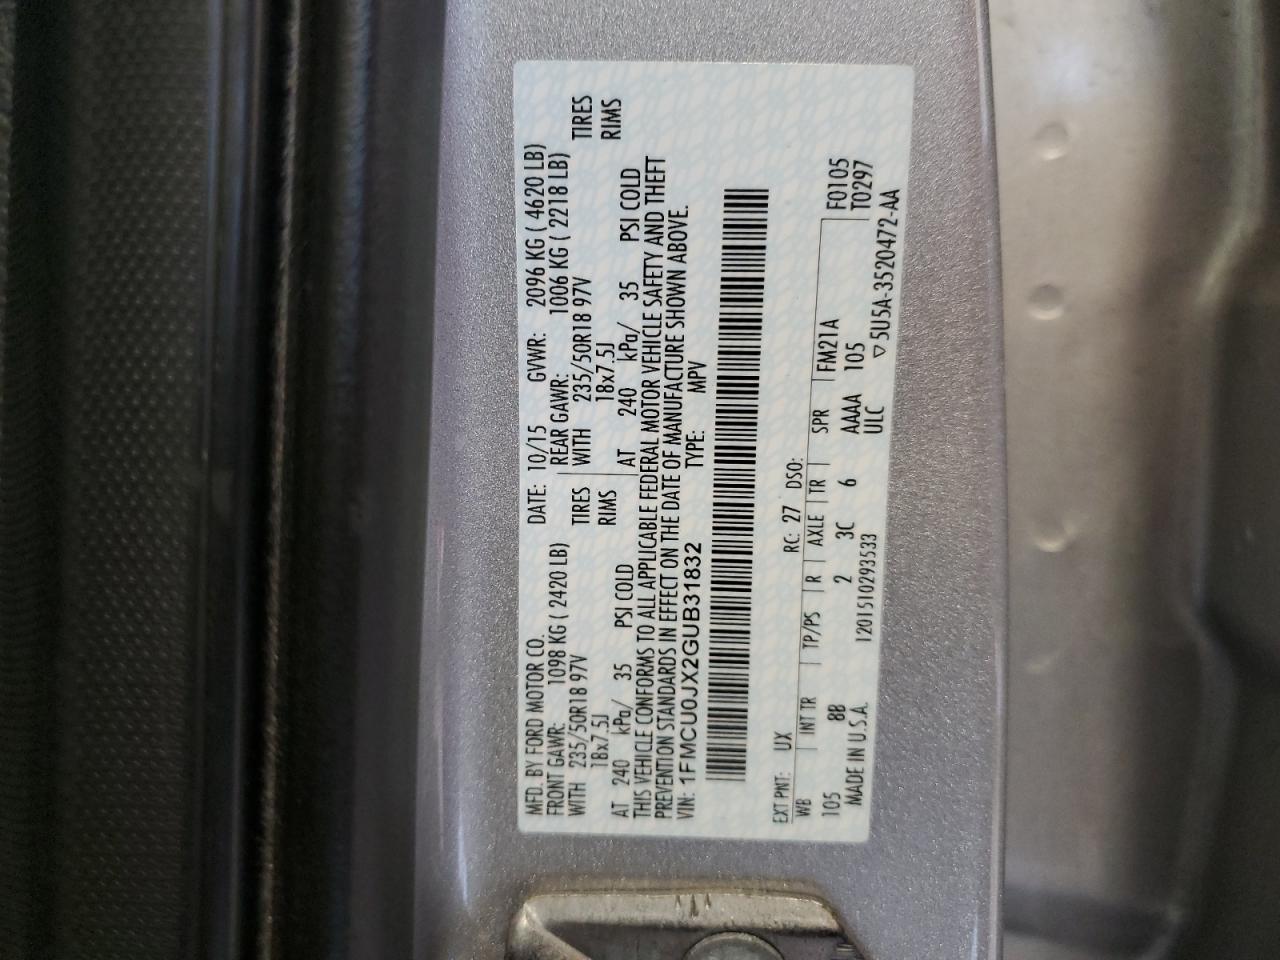 MFD. BY FORD MOTOR CO. DATE: 10/15 GVWR: 2096 KG ( 4620 LB)
FRONT GAWR: 1098 KG ( 2420 LB) REAR GAWR: 1006 KG ( 2218 LB)
WITH 235/50R18 97V TIRES WITH 235/50R18 97V TIRES
18x7.5J RIMS 18x7.5J RIMS
AT 240 kPa/ 35 PSI COLD AT 240 kPa/ 35 PSI COLD
THIS VEHICLE CONFORMS TO ALL APPLICABLE FEDERAL MOTOR VEHICLE SAFETY AND THEFT
PREVENTION STANDARDS IN EFFECT ON THE DATE OF MANUFACTURE SHOWN ABOVE.
VIN: 1FMCU0JX2GUB31832 TYPE: MPV
EXT PNT: UX RC: 27 DSO:
WB INT TR TP/PS R AXLE TR SPR FM21A F0105
105 8B 2 3C 6 AAAA 105 T0297
MADE IN U.S.A. 1201510293533 ULC ▽5U5A-3520472-AA